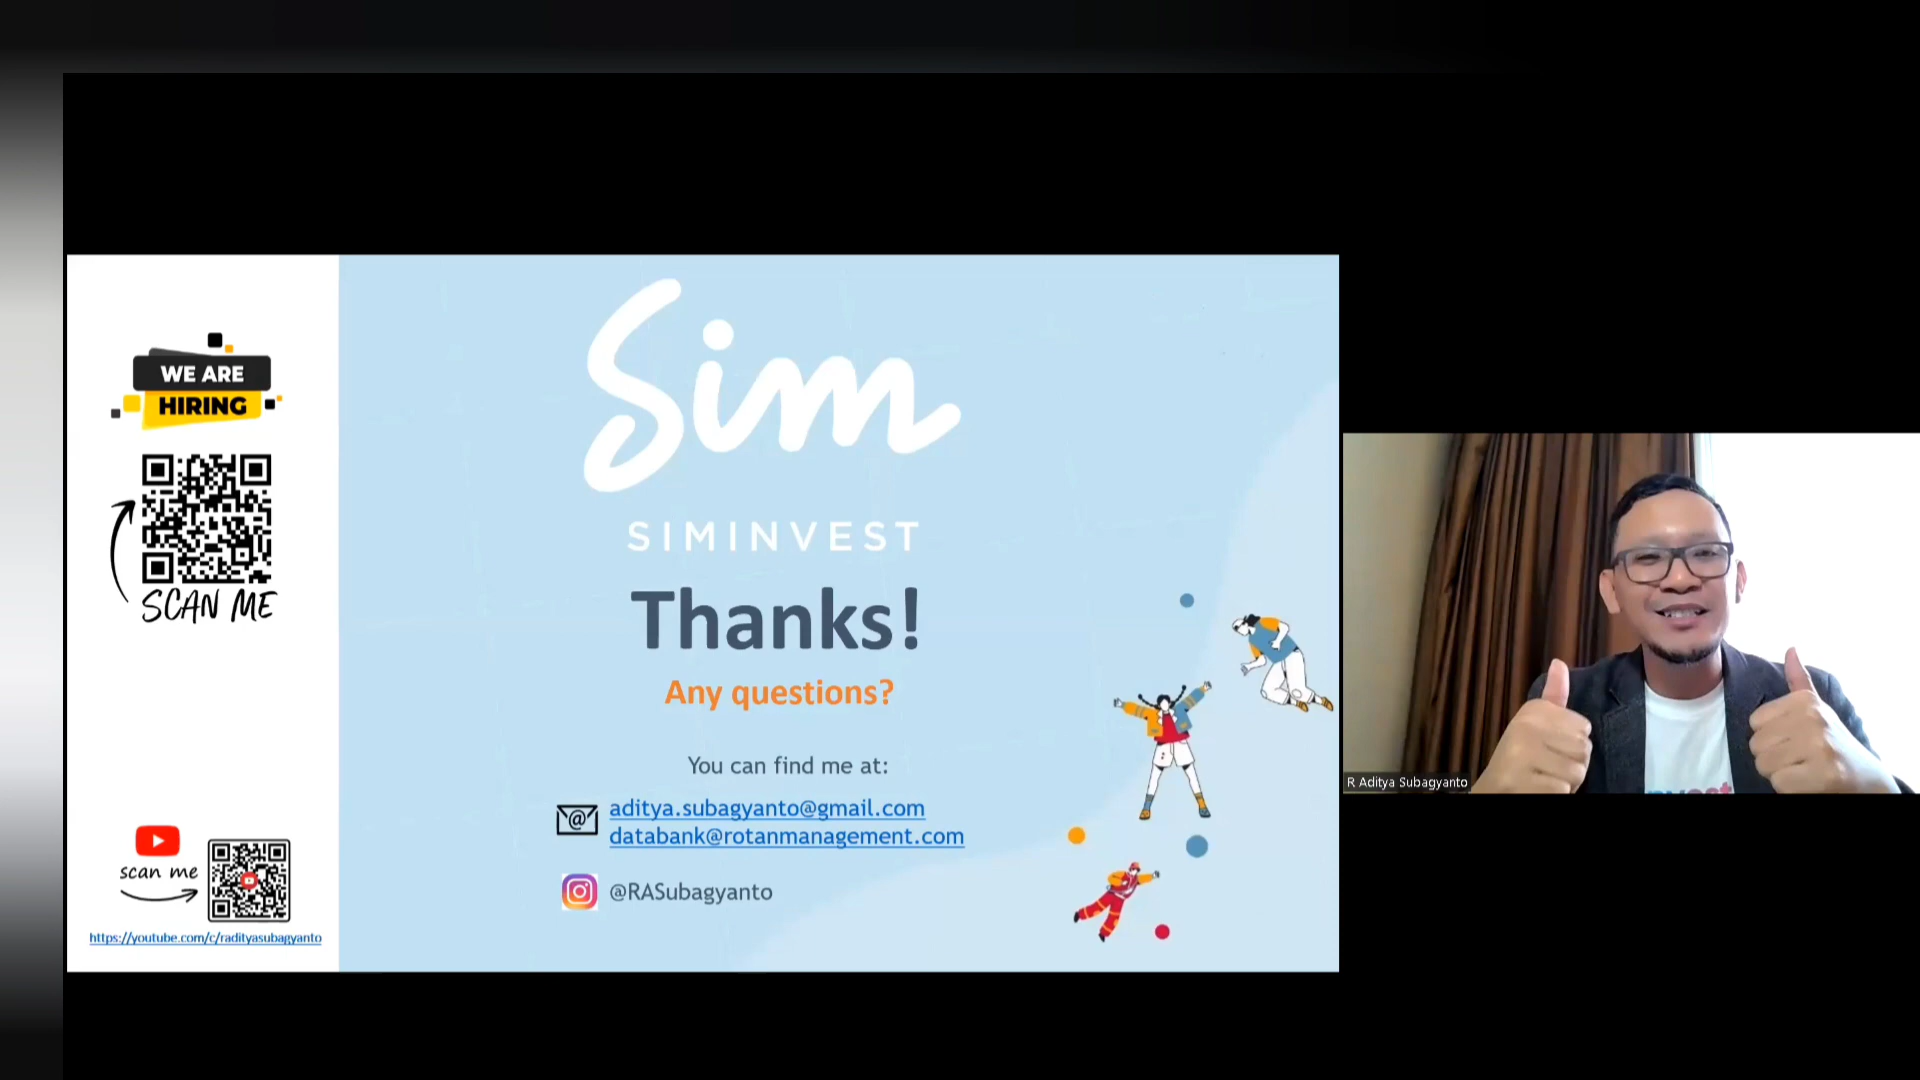 WE ARE
HIRING
SCAN ME
scan me
https://youtube.com/c/radityasubagyanto
Sim
SIMINVEST
Thanks!
Any questions?
You can find me at:
aditya.subagyanto@gmail.com
databank@rotanmanagement.com
@RASubagyanto
R Aditya Subagyanto